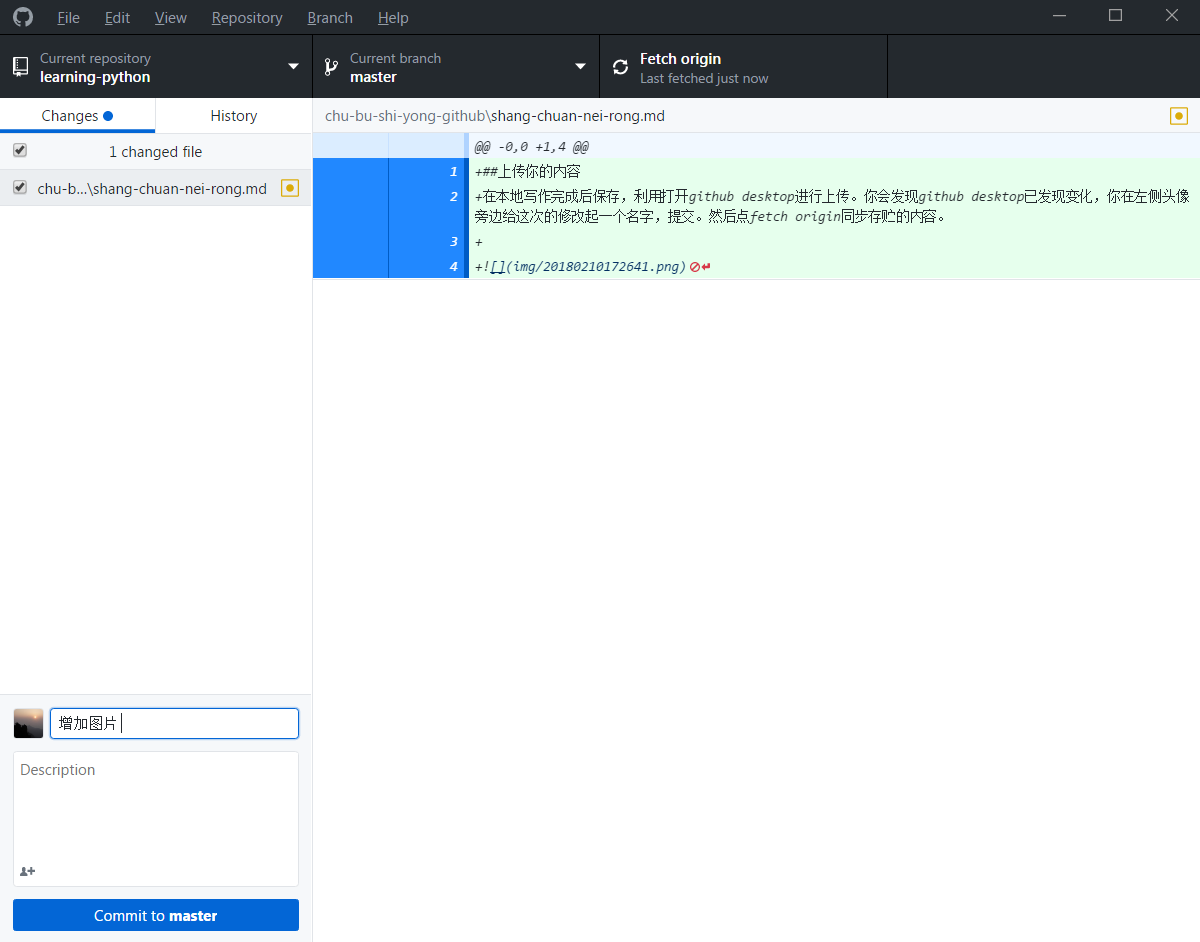 File Edit View Repository Branch Help
Current repository
learning-python
Current branch
master
Fetch origin
Last fetched just now
Changes
History
1 changed file
chu-b...\shang-chuan-nei-rong.md
chu-bu-shi-yong-github\shang-chuan-nei-rong.md
@@ -0,0 +1,4 @@
1 +##上传你的内容
2 +在本地写作完成后保存，利用打开github desktop进行上传。你会发现github desktop已发现变化，你在左侧头像
旁边给这次的修改起一个名字，提交。然后点fetch origin同步存贮的内容。
3 +
4 +![](img/20180210172641.png)
增加图片
Description
Commit to master